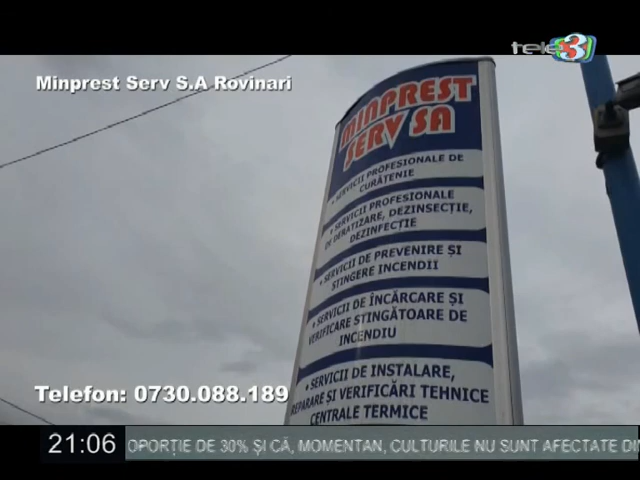 tele3
Minprest Serv S.A Rovinari
MINPREST
SERV SA
• SERVICII PROFESIONALE DE
CURĂȚENIE
• SERVICII PROFESIONALE
DE DERATIZARE, DEZINSECȚIE,
DEZINFECȚIE
• SERVICII DE PREVENIRE ȘI
STINGERE INCENDII
• SERVICII DE ÎNCĂRCARE ȘI
VERIFICARE STINGĂTOARE DE
INCENDIU
• SERVICII DE INSTALARE,
REPARARE ȘI VERIFICĂRI TEHNICE
CENTRALE TERMICE
Telefon: 0730.088.189
21:06 OPORȚIE DE 30% ȘI CĂ, MOMENTAN, CULTURILE NU SUNT AFECTATE DIN